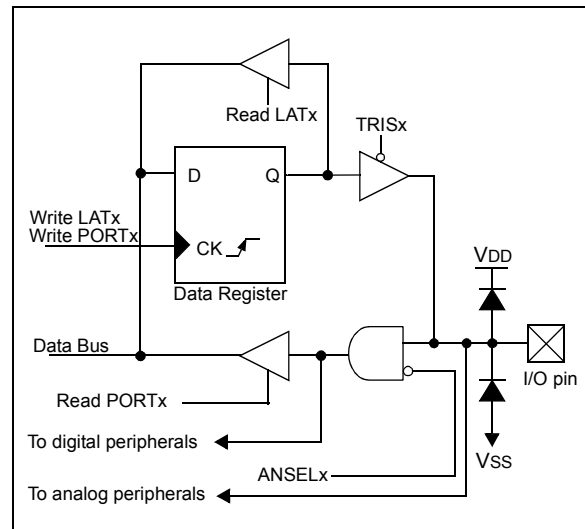 Read LATx
TRISx
D Q
Write LATx
Write PORTx
CK
Data Register
VDD
Data Bus
I/O pin
Read PORTx
To digital peripherals
VSS
ANSELx
To analog peripherals